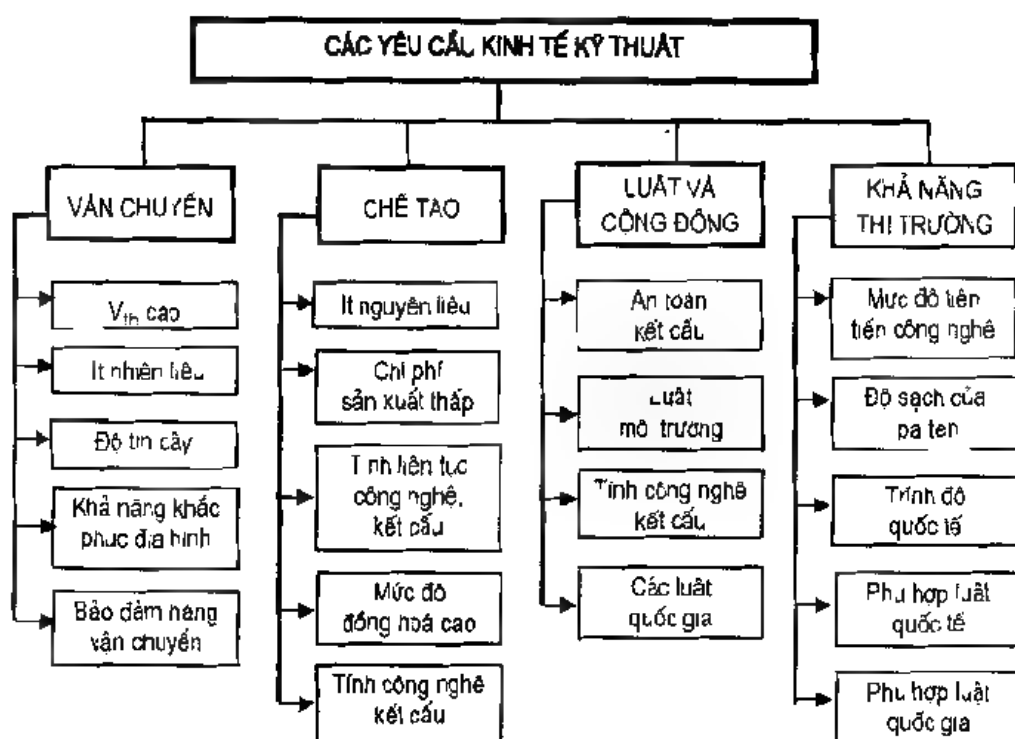 CÁC YÊU CẦU KINH TẾ KỸ THUẬT
VẬN CHUYỂN
V_th cao
Ít nhiên liệu
Độ tin cậy
Khả năng khắc
phục địa hình
Bảo đảm hàng
vận chuyển
CHẾ TẠO
Ít nguyên liệu
Chi phí
sản xuất thấp
Tính liên tục
công nghệ,
kết cấu
Mức độ
đồng hoá cao
Tính công nghệ
kết cấu
LUẬT VÀ
CỘNG ĐỒNG
An toàn
kết cấu
Luật
môi trường
Tính công nghệ
kết cấu
Các luật
quốc gia
KHẢ NĂNG
THỊ TRƯỜNG
Mức độ tiên
tiến công nghệ
Độ sạch của
pa ten
Trình độ
quốc tế
Phù hợp luật
quốc tế
Phù hợp luật
quốc gia